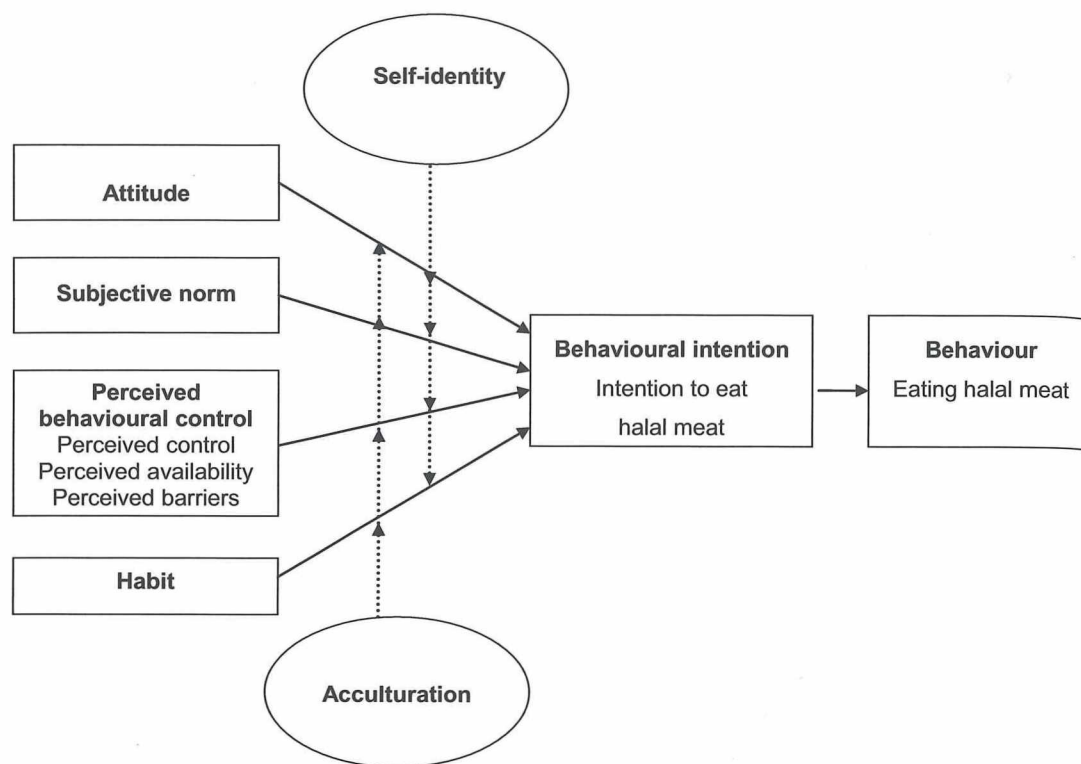 Self-identity
Attitude
Subjective norm
Perceived
behavioural control
Perceived control
Perceived availability
Perceived barriers
Habit
Behavioural intention
Intention to eat
halal meat
Behaviour
Eating halal meat
Acculturation